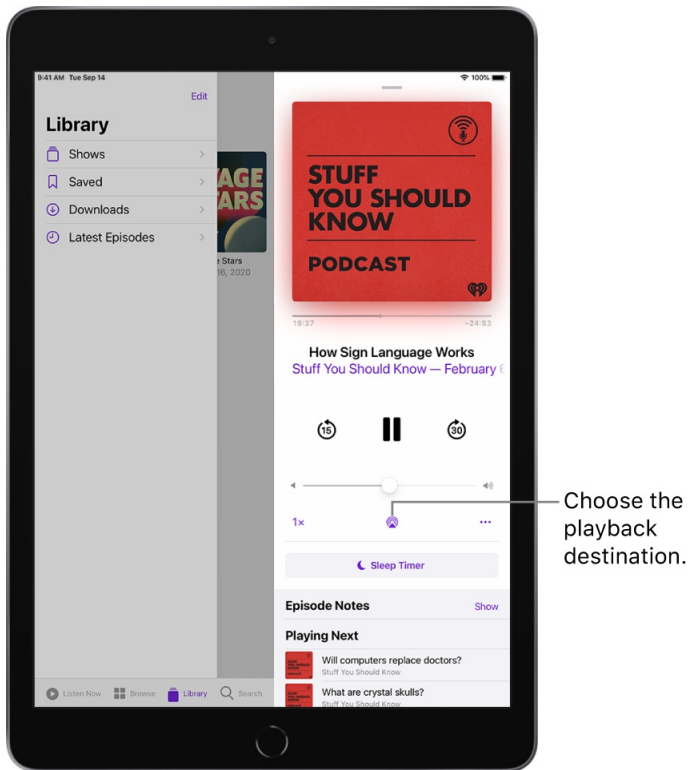 9:41 AM Tue Sep 14
100%
Edit
Library
Shows
Saved
Downloads
Latest Episodes
AGE
ARS
e Stars
16, 2020
STUFF
YOU SHOULD
KNOW
PODCAST
19:37
-24:53
How Sign Language Works
Stuff You Should Know — February 6
15
30
1×
Choose the
playback
destination.
Sleep Timer
Episode Notes
Show
Playing Next
Will computers replace doctors?
Stuff You Should Know
What are crystal skulls?
Stuff You Should Know
Listen Now
Browse
Library
Search